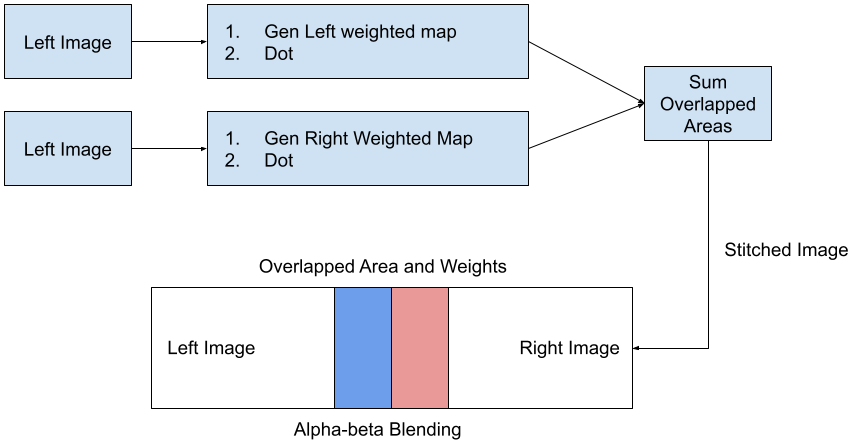 Left Image
1. Gen Left weighted map
2. Dot
Left Image
1. Gen Right Weighted Map
2. Dot
Sum
Overlapped
Areas
Stitched Image
Overlapped Area and Weights
Left Image
Right Image
Alpha-beta Blending